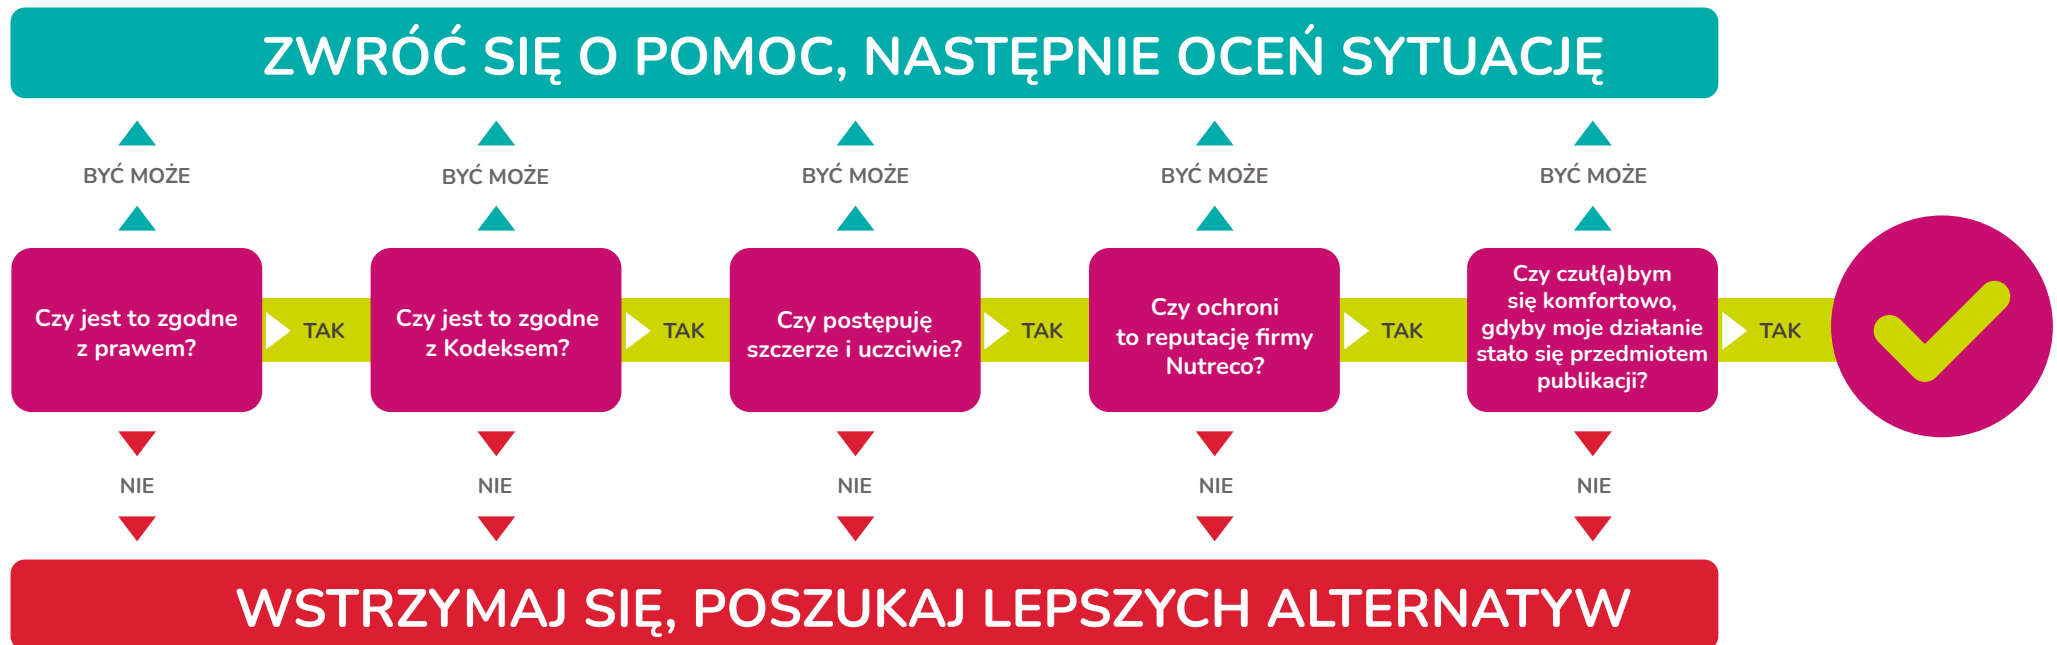 ZWRÓĆ SIĘ O POMOC, NASTĘPNIE OCEŃ SYTUACJĘ
BYĆ MOŻE
BYĆ MOŻE
BYĆ MOŻE
BYĆ MOŻE
BYĆ MOŻE
Czy jest to zgodne
z prawem?
TAK
Czy jest to zgodne
z Kodeksem?
TAK
Czy postępuję
szczerze i uczciwie?
TAK
Czy ochroni
to reputację firmy
Nutreco?
TAK
Czy czuł(a)bym
się komfortowo,
gdyby moje działanie
stało się przedmiotem
publikacji?
TAK
NIE
NIE
NIE
NIE
NIE
WSTRZYMAJ SIĘ, POSZUKAJ LEPSZYCH ALTERNATYW